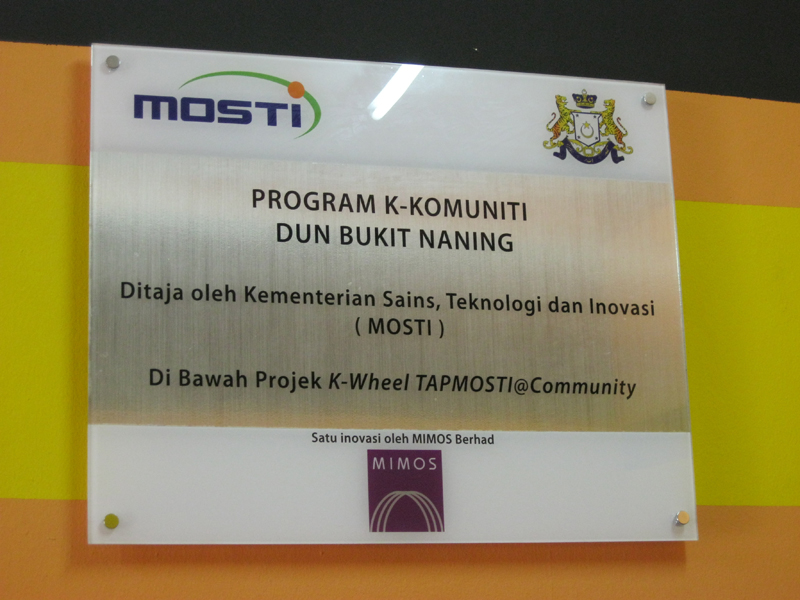 MOSTI
PROGRAM K-KOMUNITI
DUN BUKIT NANING
Ditaja oleh Kementerian Sains, Teknologi dan Inovasi
( MOSTI )
Di Bawah Projek K-Wheel TAPMOSTI@Community
Satu inovasi oleh MIMOS Berhad
MIMOS